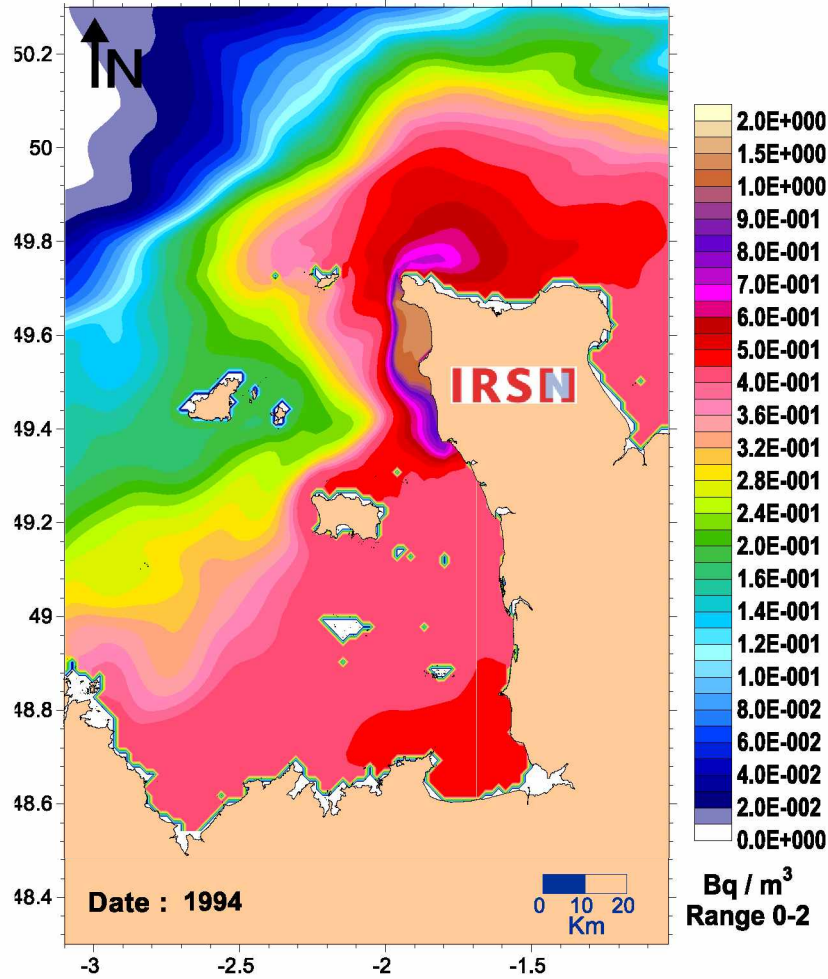 N
50.2
50
49.8
49.6
49.4
49.2
49
48.8
48.6
48.4
-3
-2.5
-2
-1.5
IRSN
Date : 1994
0 10 20
Km
2.0E+000
1.5E+000
1.0E+000
9.0E-001
8.0E-001
7.0E-001
6.0E-001
5.0E-001
4.0E-001
3.6E-001
3.2E-001
2.8E-001
2.4E-001
2.0E-001
1.6E-001
1.4E-001
1.2E-001
1.0E-001
8.0E-002
6.0E-002
4.0E-002
2.0E-002
0.0E+000
Bq / m³
Range 0-2